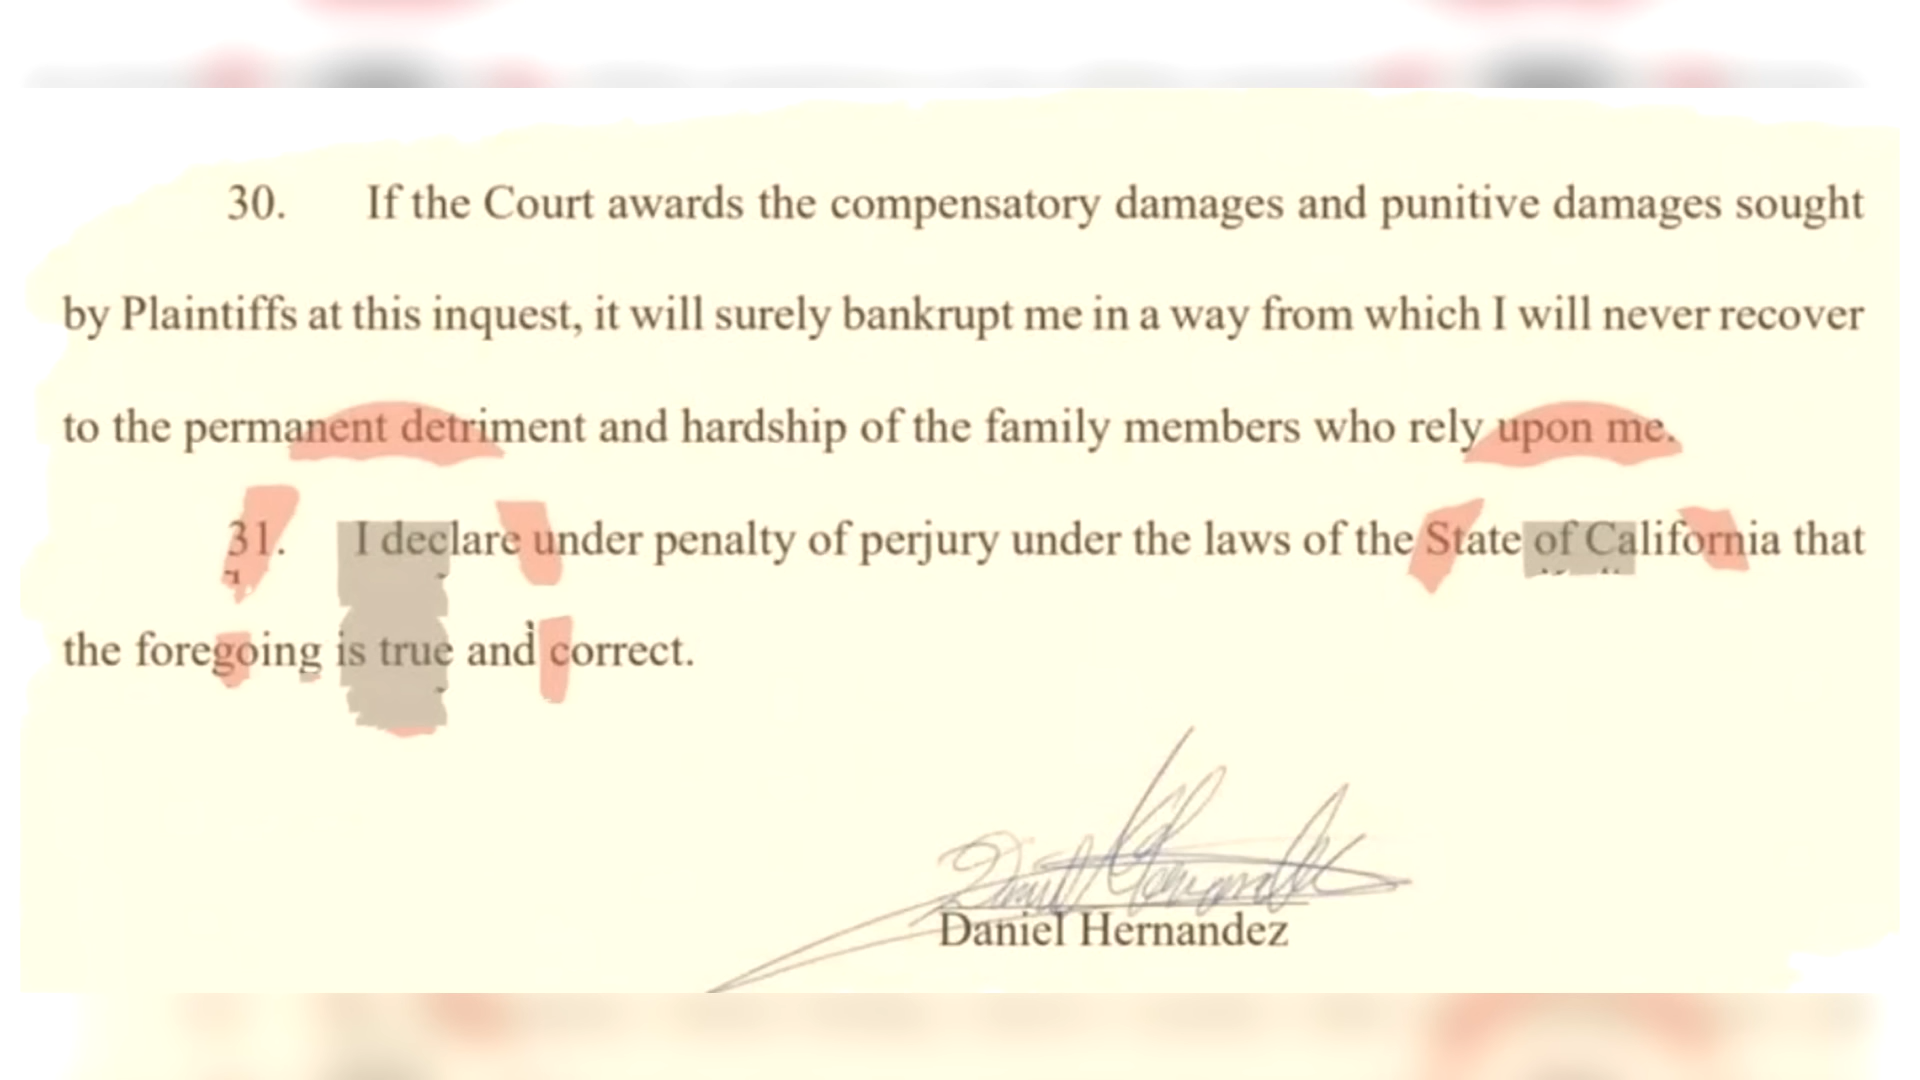 30. If the Court awards the compensatory damages and punitive damages sought
by Plaintiffs at this inquest, it will surely bankrupt me in a way from which I will never recover
to the permanent detriment and hardship of the family members who rely upon me.
31. I declare under penalty of perjury under the laws of the State of California that
the foregoing is true and correct.
Daniel Hernandez
Daniel Hernandez